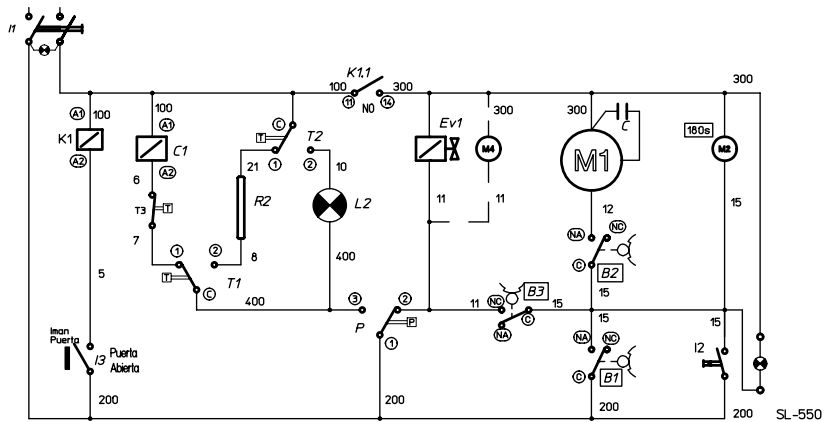 I1
K1.1
100
11
NO
14
300
300
A1
100
K1
A2
100
A1
C1
A2
C
T
T2
1
2
Ev1
300
M4
300
C
M1
180s
M2
6
T3
T
7
21
R2
10
L2
11
11
12
15
1
2
T
T1
C
8
400
400
NA
NC
C
B2
5
3
2
P
P
1
11
NC
B3
15
C
NA
15
15
15
Iman
Puerta
I3
Puerta
Abierta
NA
NC
C
B1
I2
200
200
200
200
SL-550